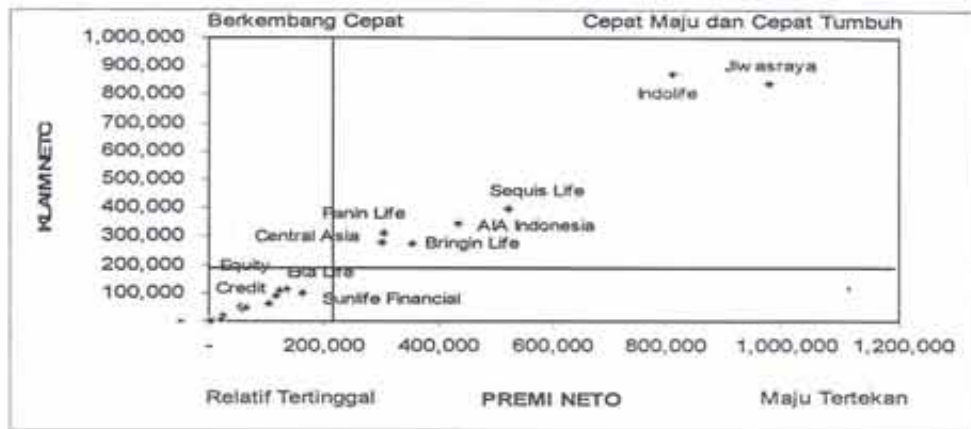 Berkembang Cepat
Cepat Maju dan Cepat Tumbuh
1,000,000
900,000
800,000
700,000
600,000
500,000
400,000
300,000
200,000
100,000
-
KLAIM NETO
Jiwasraya
Indolife
Sequis Life
Panin Life
AIA Indonesia
Central Asia
Bringin Life
Equity
Bla Life
Credit
Sunlife Financial
-
200,000
400,000
600,000
800,000
1,000,000
1,200,000
Relatif Tertinggal
PREMI NETO
Maju Tertekan